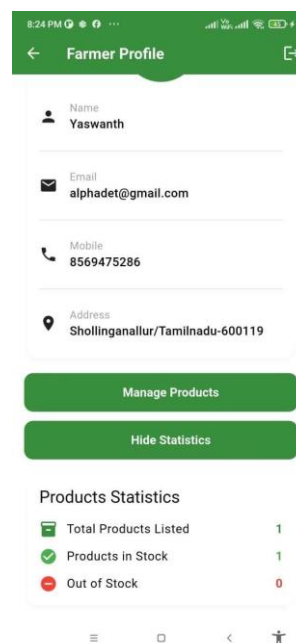 8:24 PM
Farmer Profile
Name
Yaswanth
Email
alphadet@gmail.com
Mobile
8569475286
Address
Shollinganallur/Tamilnadu-600119
Manage Products
Hide Statistics
Products Statistics
Total Products Listed 1
Products in Stock 1
Out of Stock 0